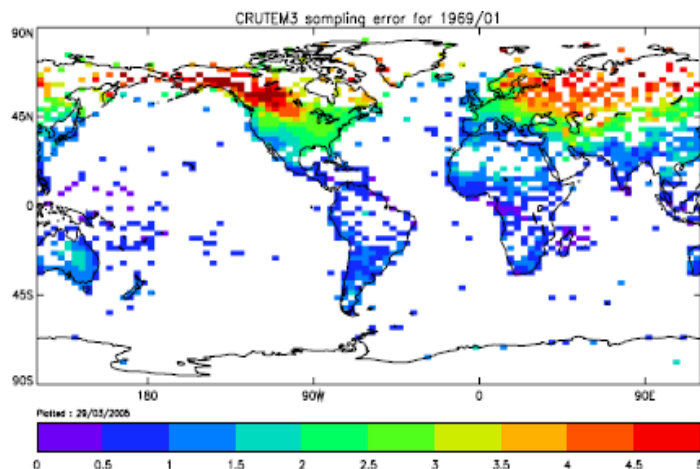 CRUTEM3 sampling error for 1969/01
90N
45N
0
45S
90S
180 90W 0 90E
Plotted : 29/03/2005
0 0.5 1 1.5 2 2.5 3 3.5 4 4.5 5